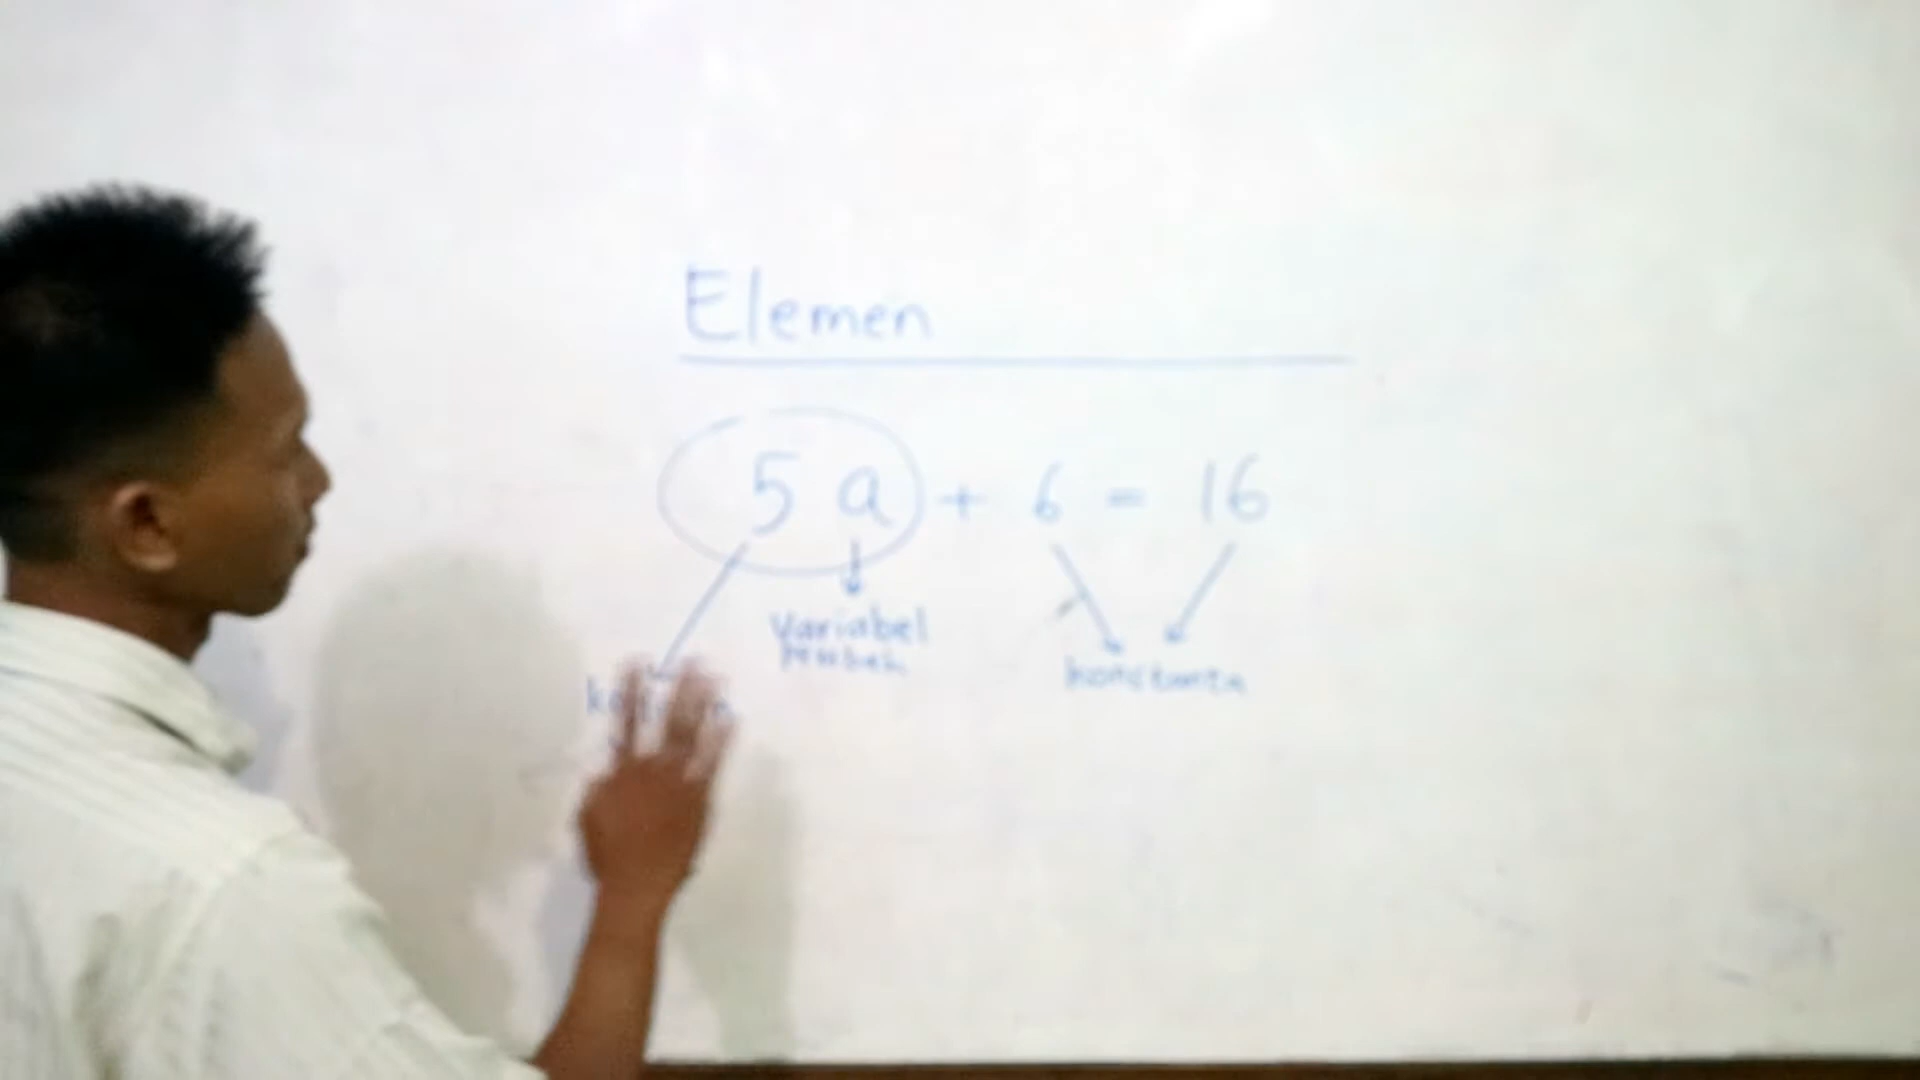 Elemen
5 a + 6 = 16
Variabel
konstanta